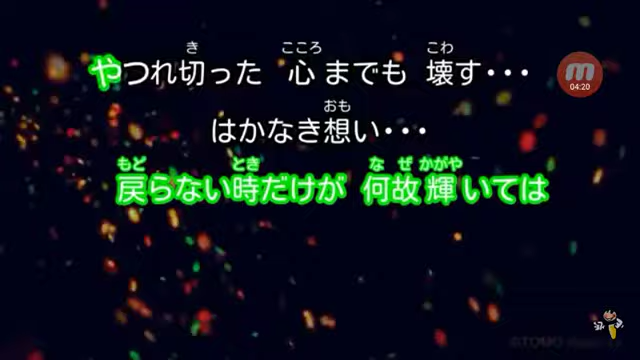 やつれ切った 心までも 壊す・・・
はかなき想い・・・
戻らない時だけが 何故輝いては
04:20